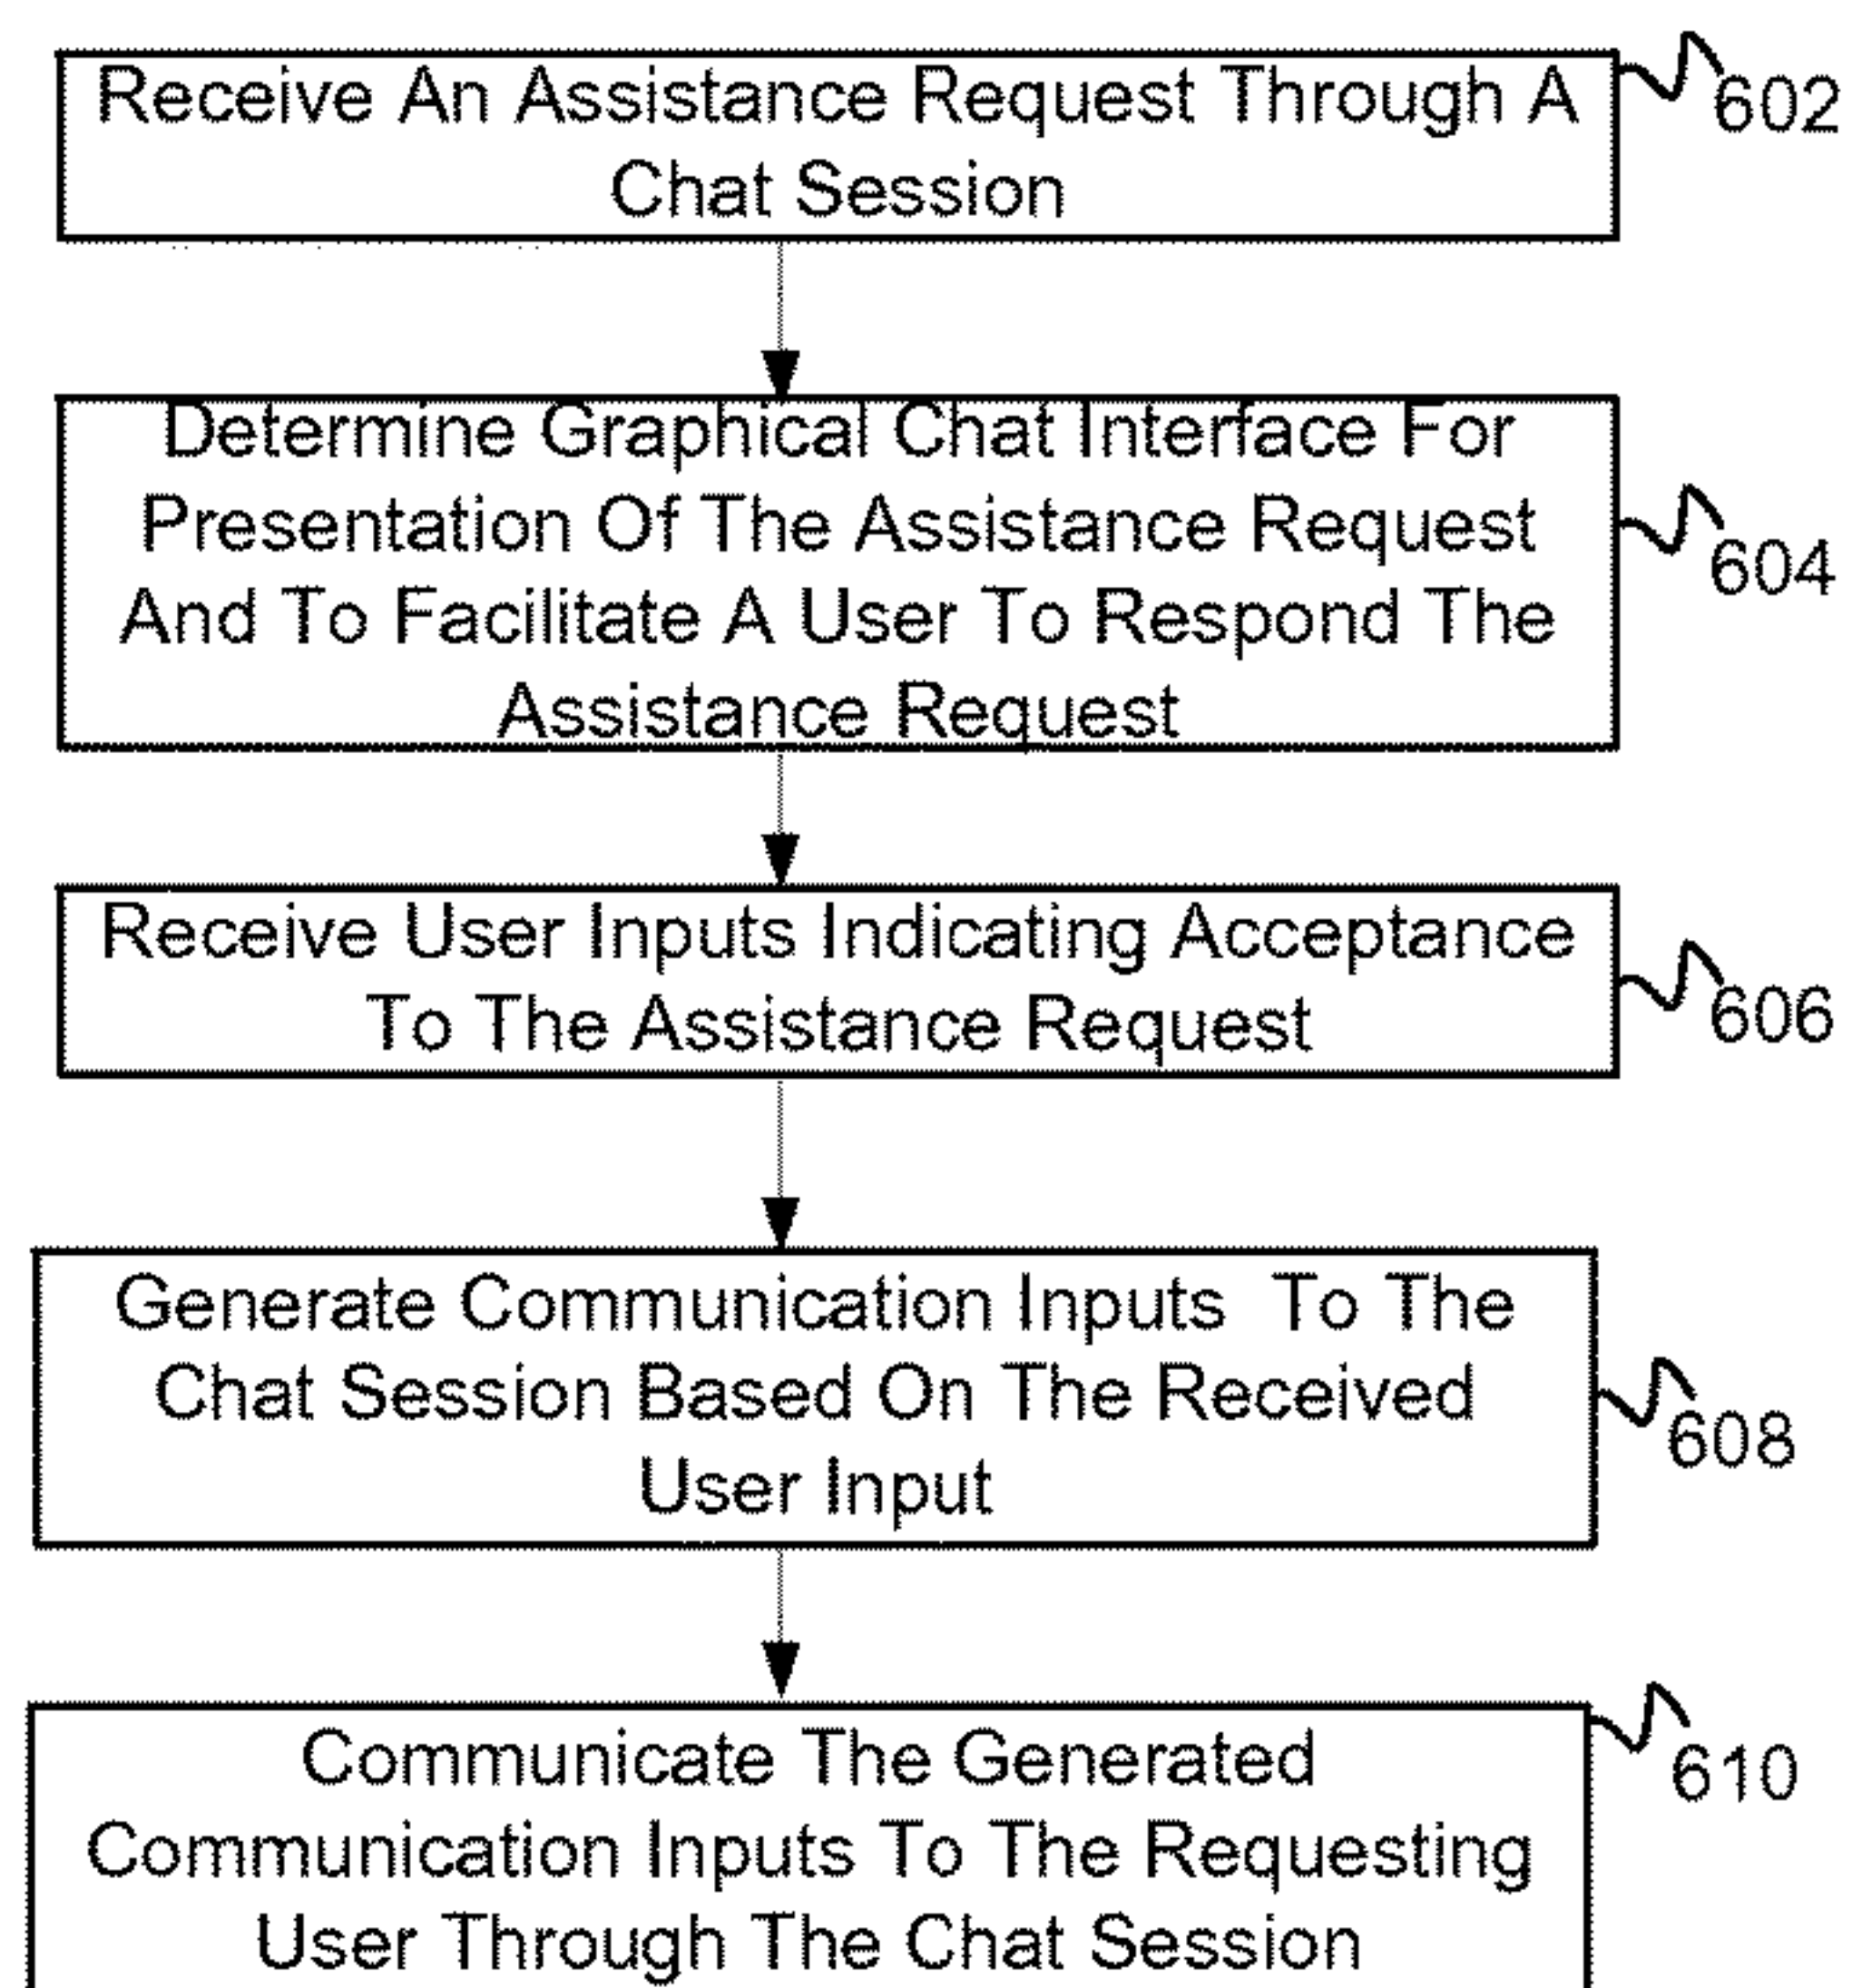 Receive An Assistance Request Through A
Chat Session
602
Determine Graphical Chat Interface For
Presentation Of The Assistance Request
And To Facilitate A User To Respond The
Assistance Request
604
Receive User Inputs Indicating Acceptance
To The Assistance Request
606
Generate Communication Inputs To The
Chat Session Based On The Received
User Input
608
Communicate The Generated
Communication Inputs To The Requesting
User Through The Chat Session
610